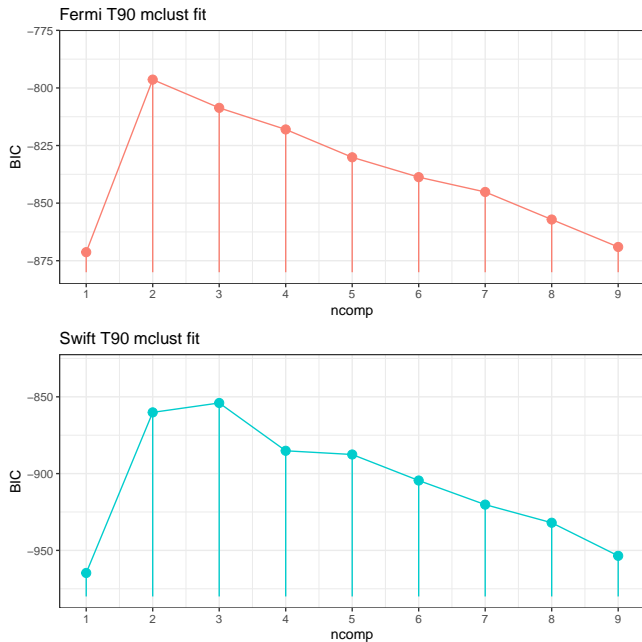 Fermi T90 mclust fit
−775
−800
−825
−850
−875
BIC
1 2 3 4 5 6 7 8 9
ncomp
Swift T90 mclust fit
−850
−900
−950
BIC
1 2 3 4 5 6 7 8 9
ncomp